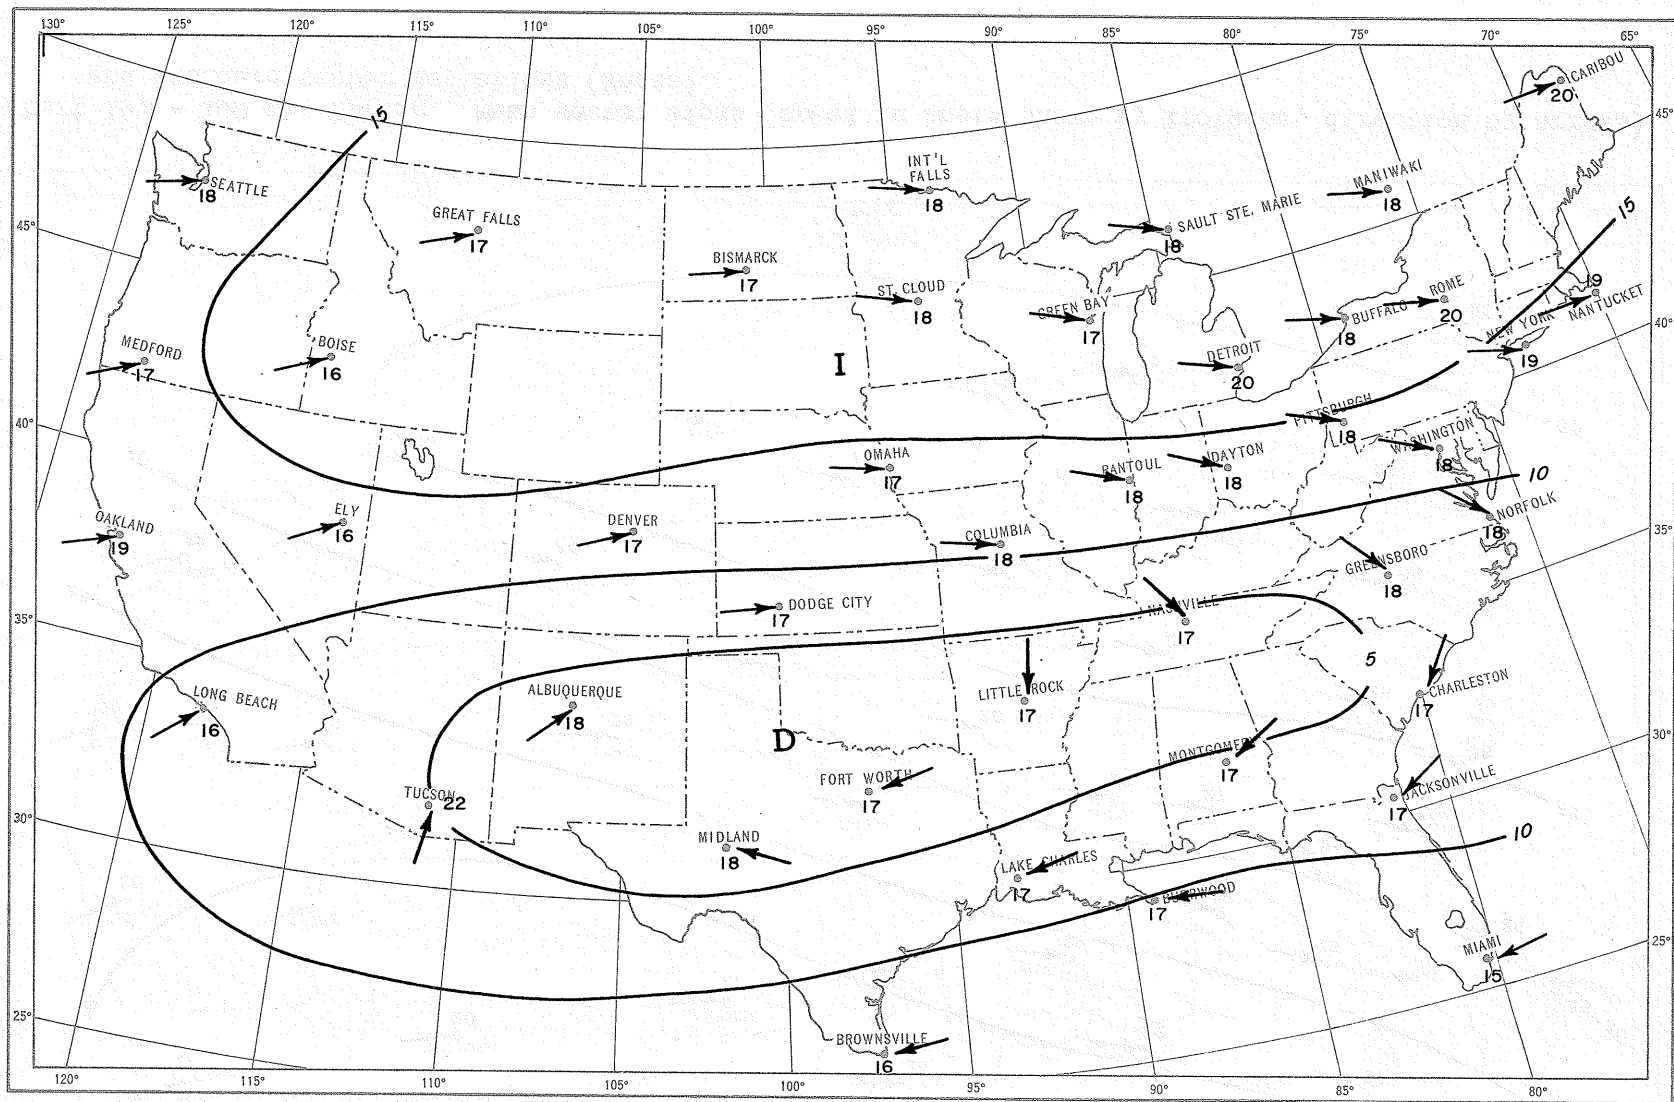 130°
125°
120°
115°
110°
105°
100°
95°
90°
85°
80°
75°
70°
65°
CARIBOU
20
45°
15
INT'L
FALLS
18
MANIWAKI
18
SEATTLE
18
GREAT FALLS
17
SAULT STE. MARIE
18
15
45°
BISMARCK
17
ST. CLOUD
18
GREEN BAY
17
BUFFALO
18
ROME
20
19
NANTUCKET
NEW YORK
19
40°
MEDFORD
17
BOISE
16
I
DETROIT
20
PITTSBURGH
18
WASHINGTON
18
40°
OMAHA
17
RANTOUL
18
DAYTON
18
10
OAKLAND
19
ELY
16
DENVER
17
COLUMBIA
18
NORFOLK
18
35°
GREENSBORO
18
DODGE CITY
17
NASHVILLE
17
35°
5
LONG BEACH
16
ALBUQUERQUE
18
LITTLE ROCK
17
CHARLESTON
17
D
MONTGOMERY
17
30°
TUCSON
22
FORT WORTH
17
JACKSONVILLE
17
30°
MIDLAND
18
LAKE CHARLES
17
10
BURRWOOD
17
MIAMI
15
25°
25°
BROWNSVILLE
16
120°
115°
110°
105°
100°
95°
90°
85°
80°